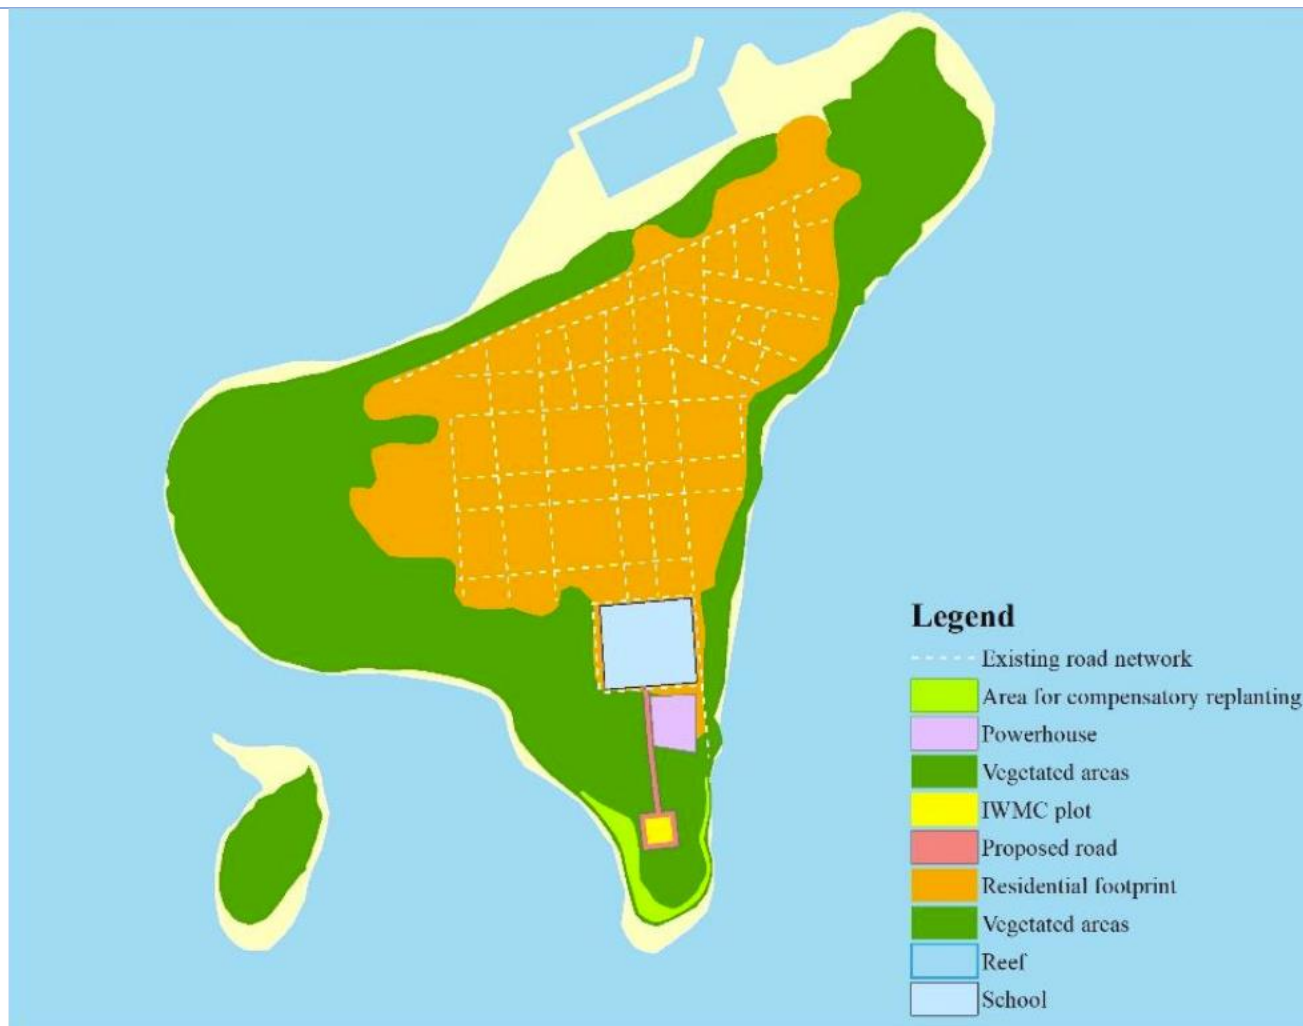 Legend
Existing road network
Area for compensatory replanting
Powerhouse
Vegetated areas
IWMC plot
Proposed road
Residential footprint
Vegetated areas
Reef
School